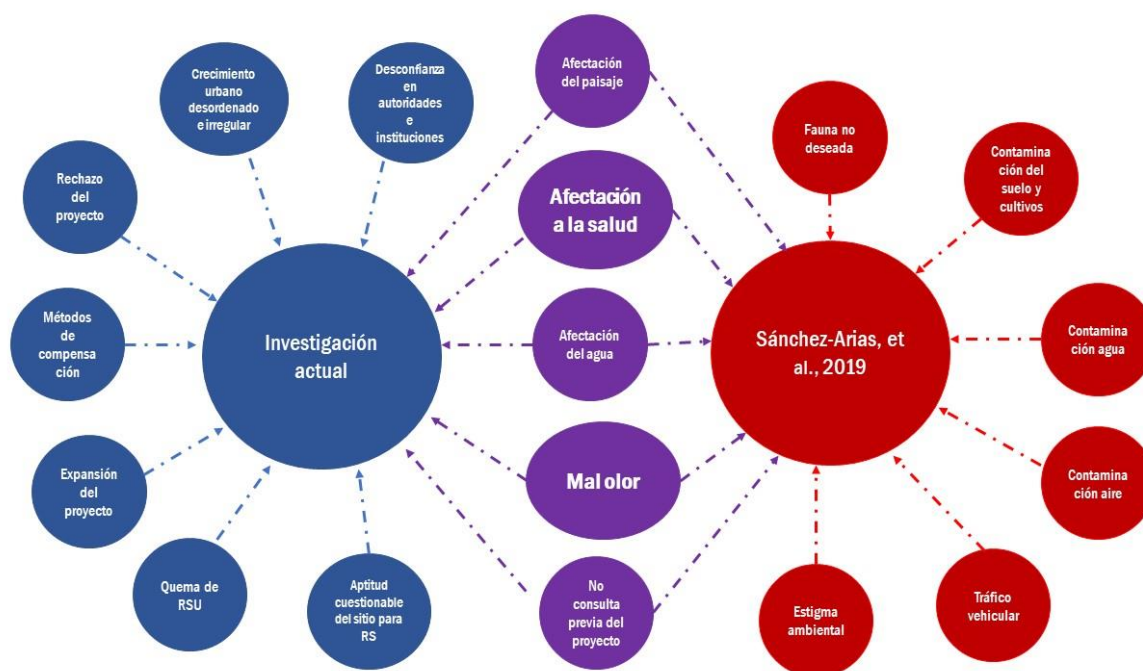 Crecimiento
urbano
desordenado
e irregular
Desconfianza
en
autoridades
e
instituciones
Rechazo
del
proyecto
Métodos
de
compensa
ción
Expansión
del
proyecto
Quema de
RSU
Aptitud
cuestionable
del sitio para
RS
Investigación
actual
Afectación
del paisaje
Afectación
a la salud
Afectación
del agua
Mal olor
No
consulta
previa del
proyecto
Sánchez-Arias, et
al., 2019
Fauna no
deseada
Contamina
ción del
suelo y
cultivos
Contamina
ción agua
Contamina
ción aire
Tráfico
vehicular
Estigma
ambiental